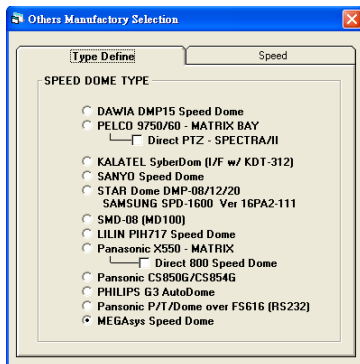 Others Manufactory Selection
Type Define
Speed
SPEED DOME TYPE
DAWIA DMP15 Speed Dome
PELCO 9750/60 - MATRIX BAY
Direct PTZ - SPECTRA/II
KALATEL SyberDom (I/F w/ KDT-312)
SANYO Speed Dome
STAR Dome DMP-08/12/20
SAMSUNG SPD-1600 Ver 16PA2-111
SMD-08 (MD100)
LILIN PIH717 Speed Dome
Panasonic X550 - MATRIX
Direct 800 Speed Dome
Pansonic CS850G/CS854G
PHILIPS G3 AutoDome
Pansonic P/T/Dome over FS616 (RS232)
MEGAsys Speed Dome